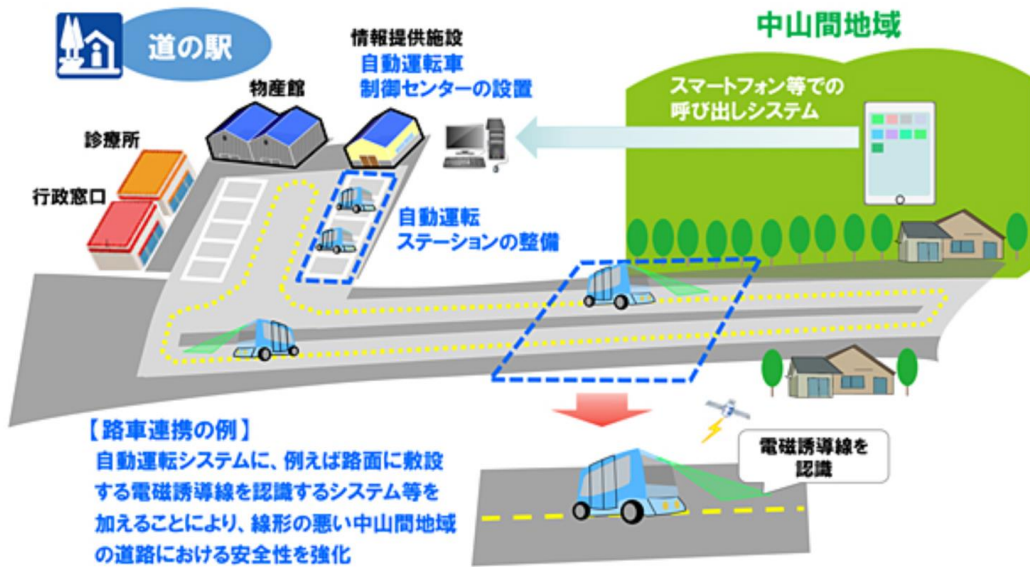 道の駅
情報提供施設
自動運転車
制御センターの設置
中山間地域
スマートフォン等での
呼び出しシステム
物産館
診療所
行政窓口
自動運転
ステーションの整備
【路車連携の例】
自動運転システムに、例えば路面に敷設
する電磁誘導線を認識するシステム等を
加えることにより、線形の悪い中山間地域
の道路における安全性を強化
電磁誘導線を
認識